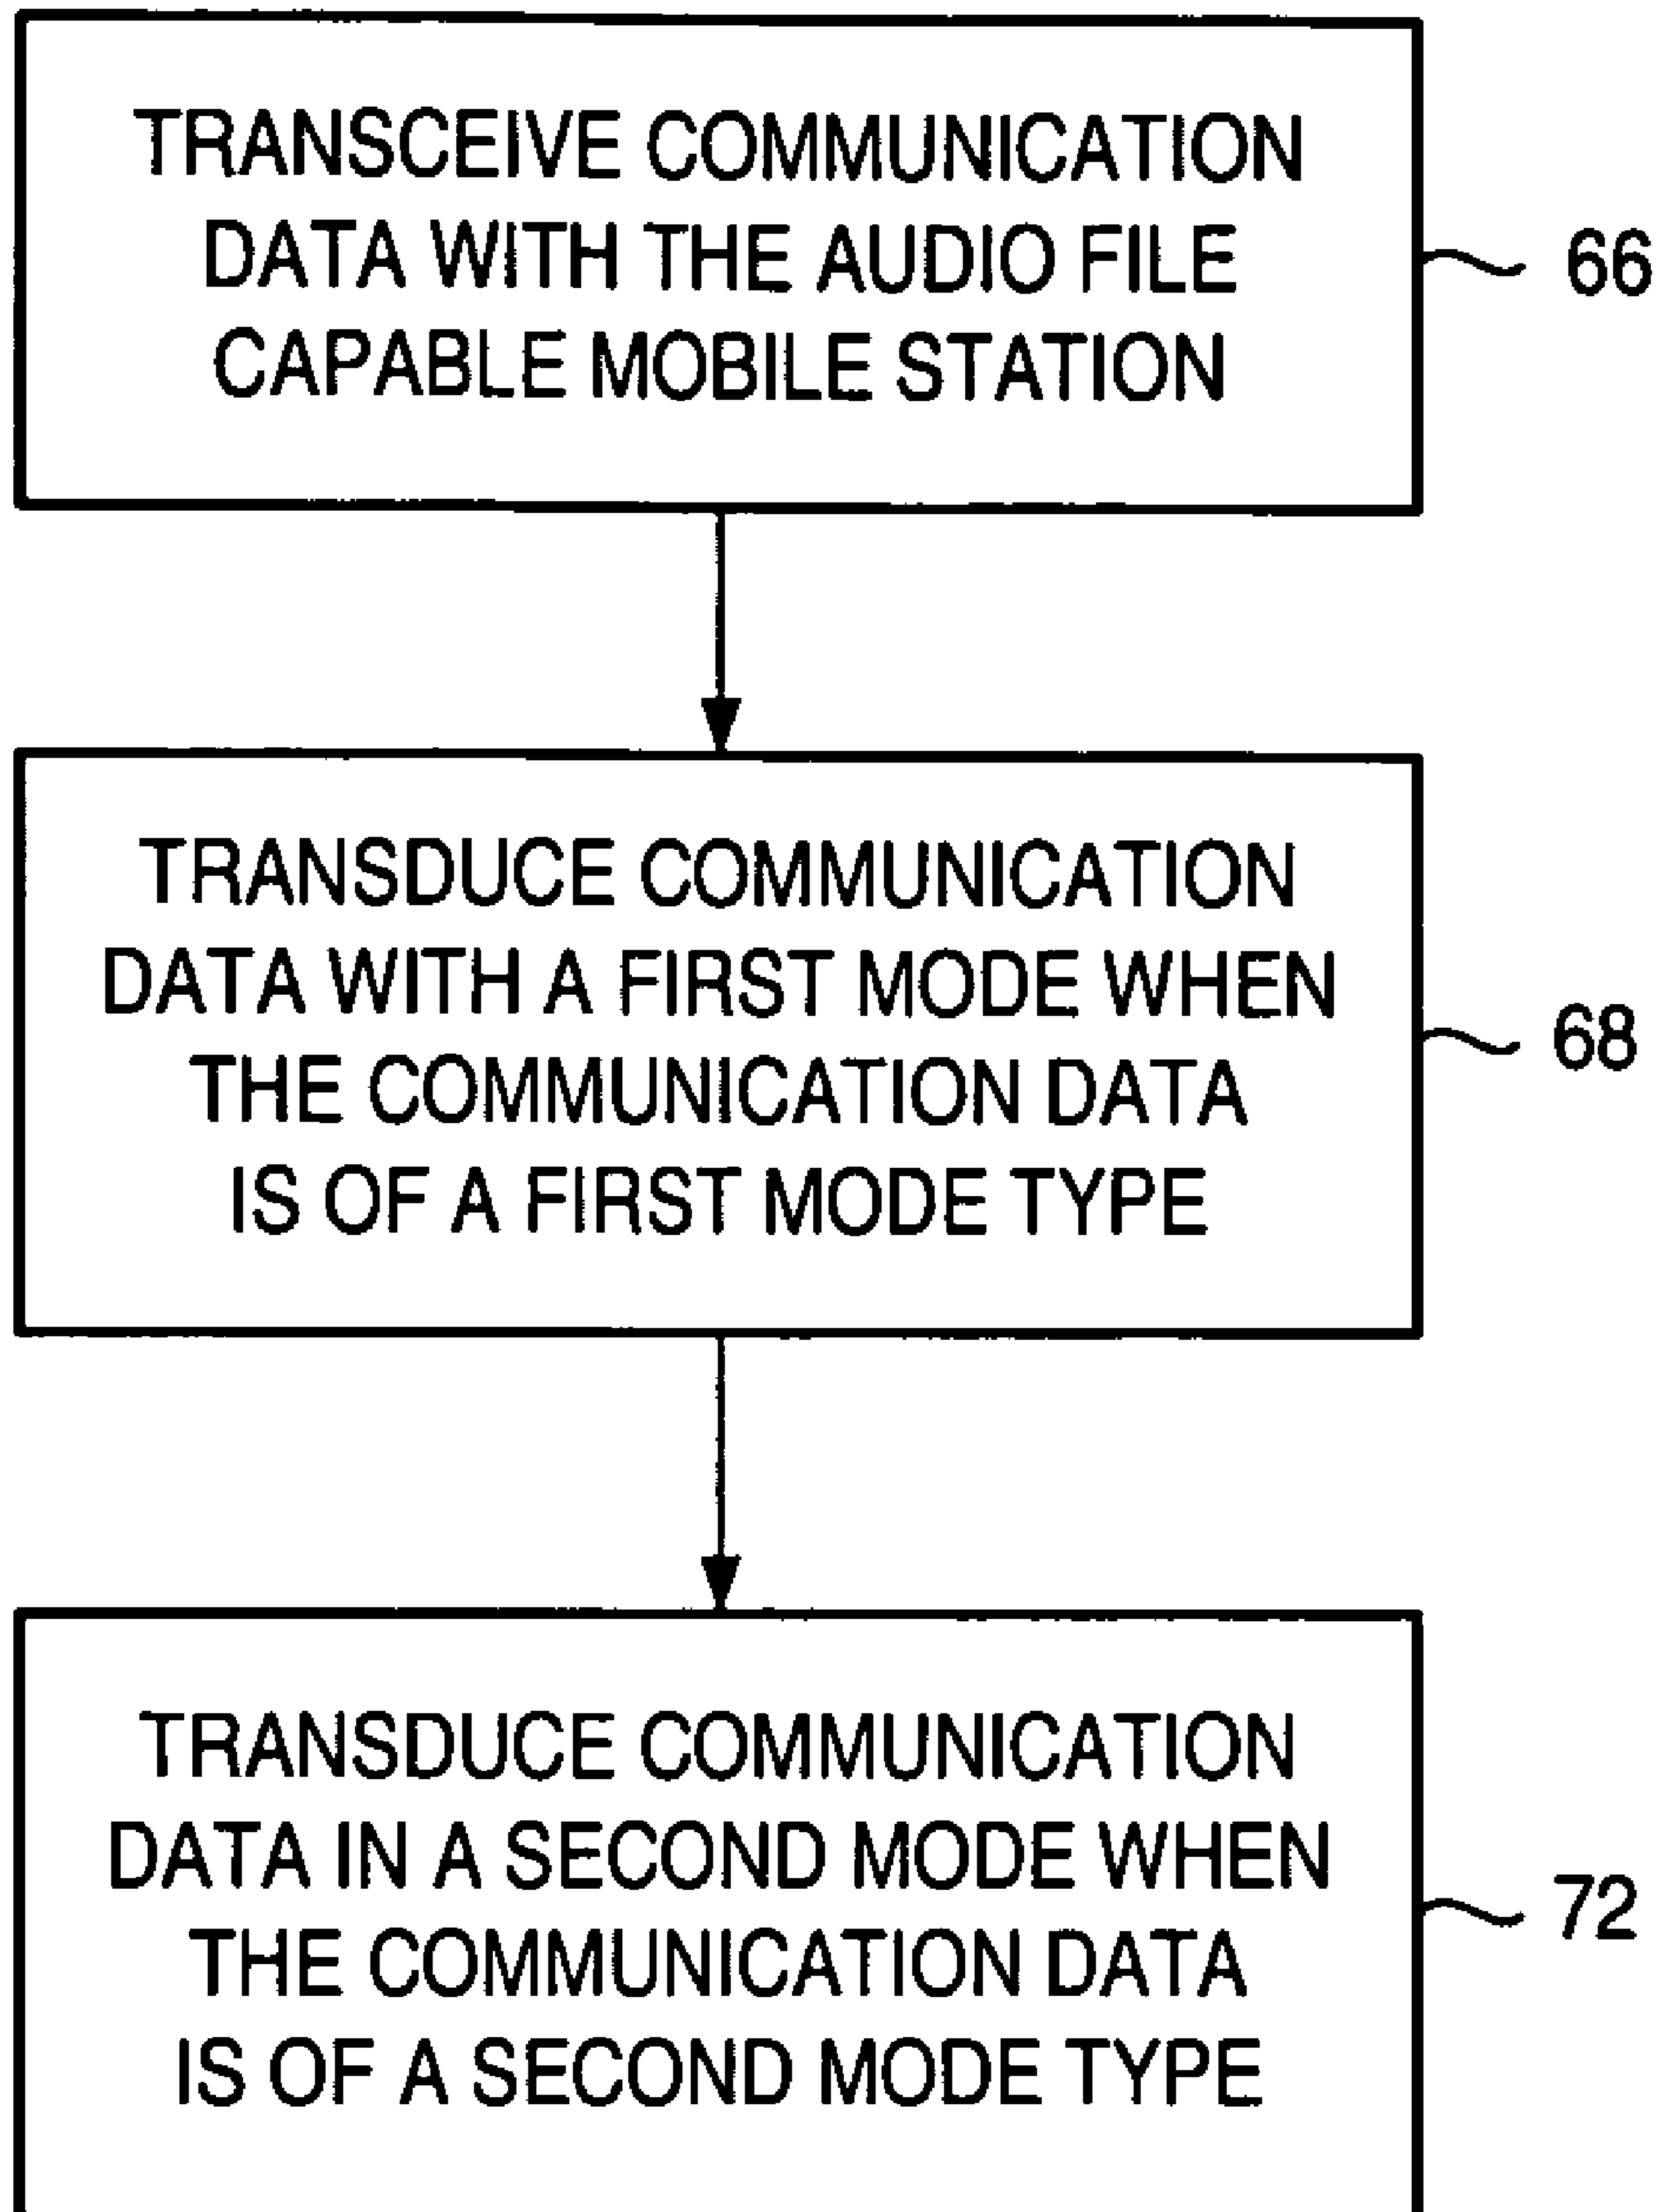 TRANSCEIVE COMMUNICATION
DATA WITH THE AUDIO FILE
CAPABLE MOBILE STATION
66
TRANSDUCE COMMUNICATION
DATA WITH A FIRST MODE WHEN
THE COMMUNICATION DATA
IS OF A FIRST MODE TYPE
68
TRANSDUCE COMMUNICATION
DATA IN A SECOND MODE WHEN
THE COMMUNICATION DATA
IS OF A SECOND MODE TYPE
72